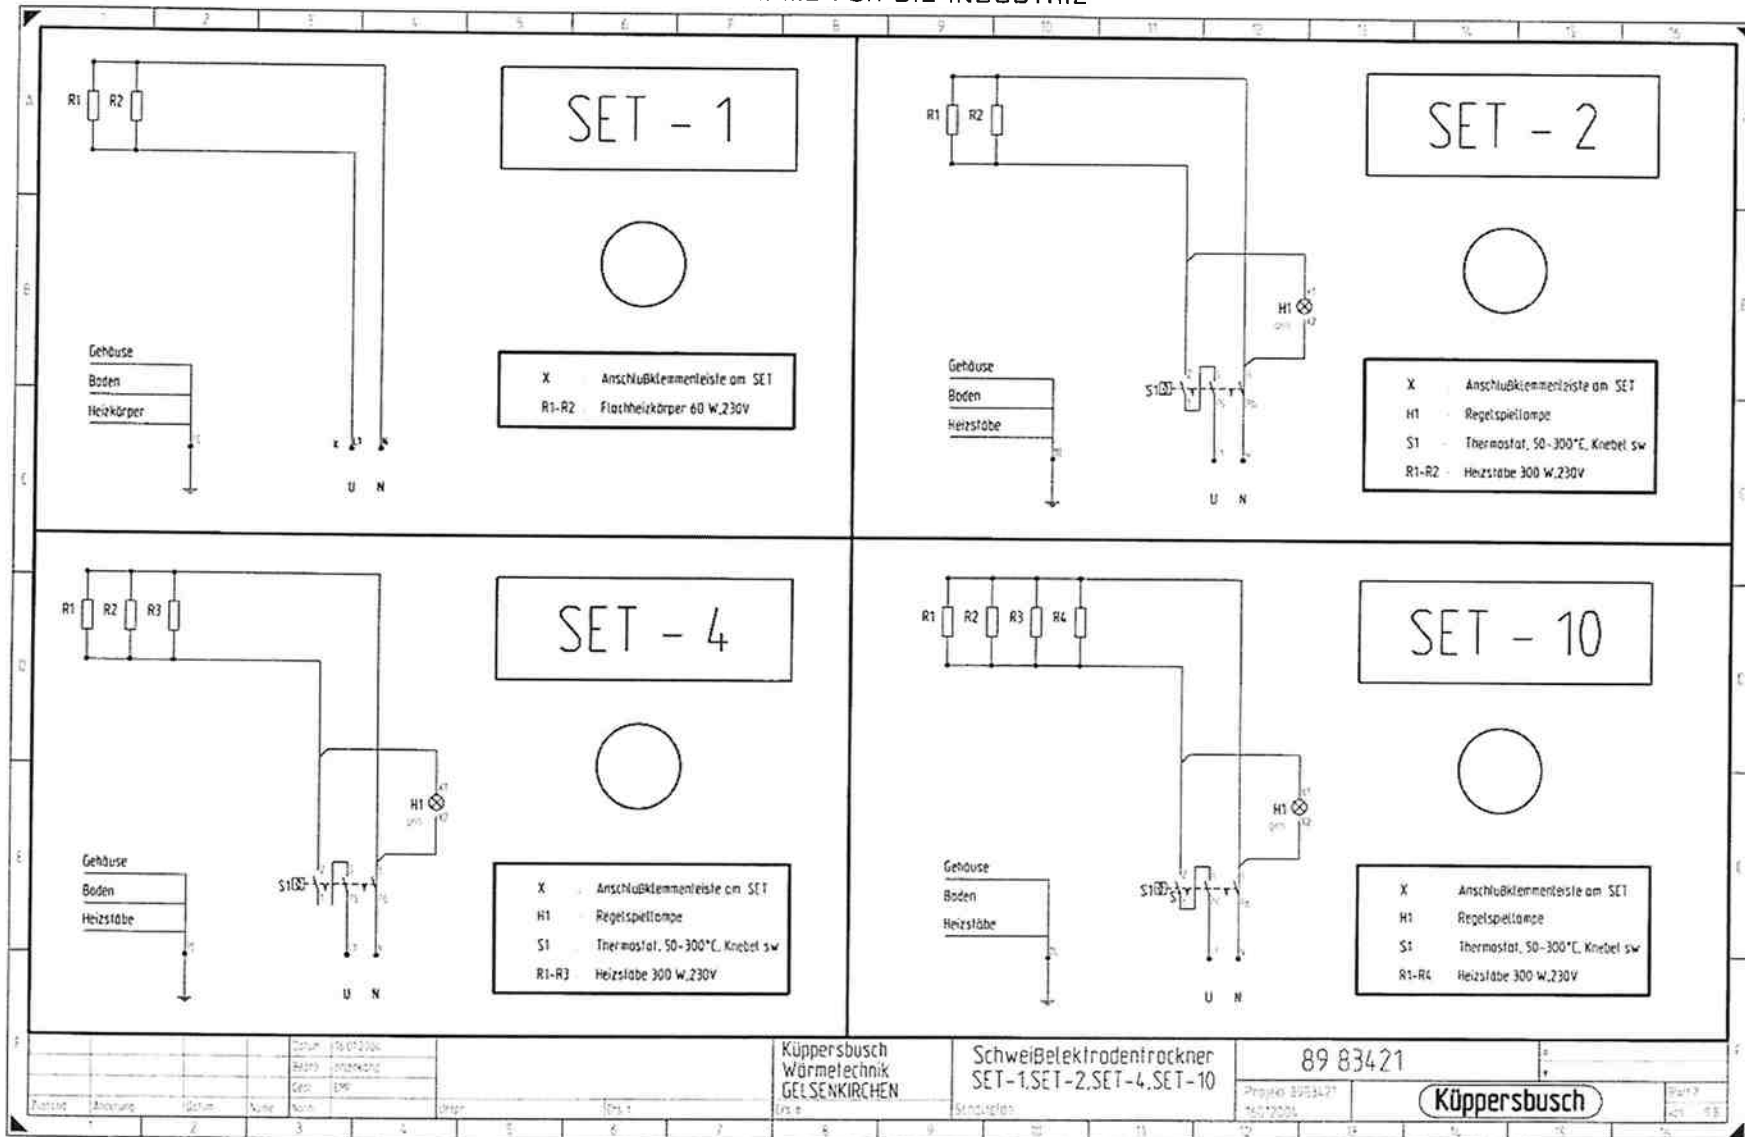 R1
R2
SET - 1
Gehäuse
Boden
Heizkörper
X
L1
N
U N
X Anschlußklemmenleiste am SET
R1-R2 Flachheizkörper 60 W,230V
R1
R2
SET - 2
H1
Gehäuse
Boden
Heizstäbe
S1
U N
X Anschlußklemmenleiste am SET
H1 - Regelspiellampe
S1 - Thermostat, 50-300°C, Knebel sw
R1-R2 - Heizstäbe 300 W,230V
R1
R2
R3
SET - 4
H1
Gehäuse
Boden
Heizstäbe
S1
U N
X Anschlußklemmenleiste am SET
H1 Regelspiellampe
S1 Thermostat, 50-300°C, Knebel sw
R1-R3 Heizstäbe 300 W,230V
R1
R2
R3
R4
SET - 10
H1
Gehäuse
Boden
Heizstäbe
S1
U N
X Anschlußklemmenleiste am SET
H1 Regelspiellampe
S1 Thermostat, 50-300°C, Knebel sw
R1-R4 Heizstäbe 300 W,230V
Küppersbusch
Wärmetechnik
GELSENKIRCHEN
Schweißelektrodentrockner
SET-1,SET-2,SET-4,SET-10
Schaltplan
89 83421
Küppersbusch